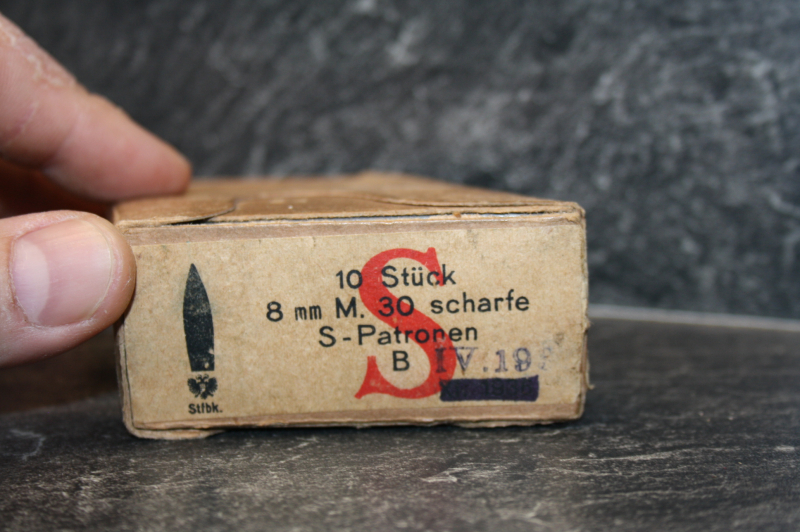 S
10 Stück
8 mm M. 30 scharfe
S-Patronen
B IV.19
Stfbk.